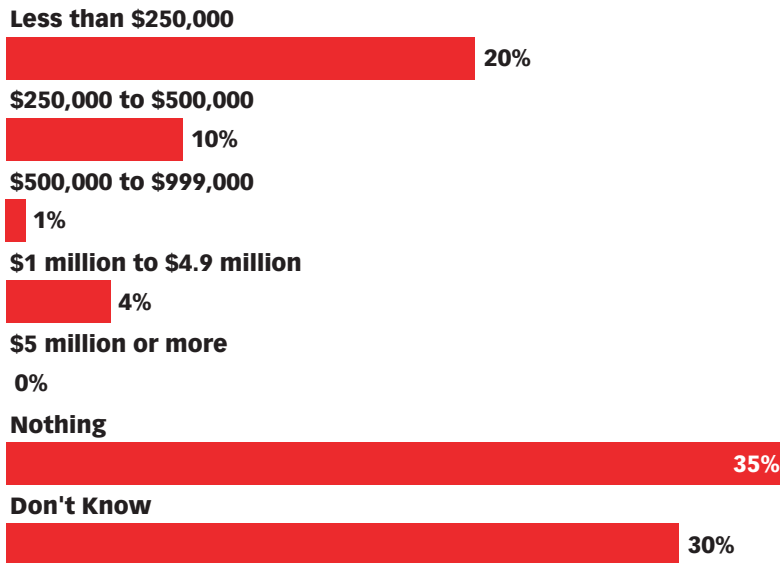 Less than $250,000
20%
$250,000 to $500,000
10%
$500,000 to $999,000
1%
$1 million to $4.9 million
4%
$5 million or more
0%
Nothing
35%
Don't Know
30%